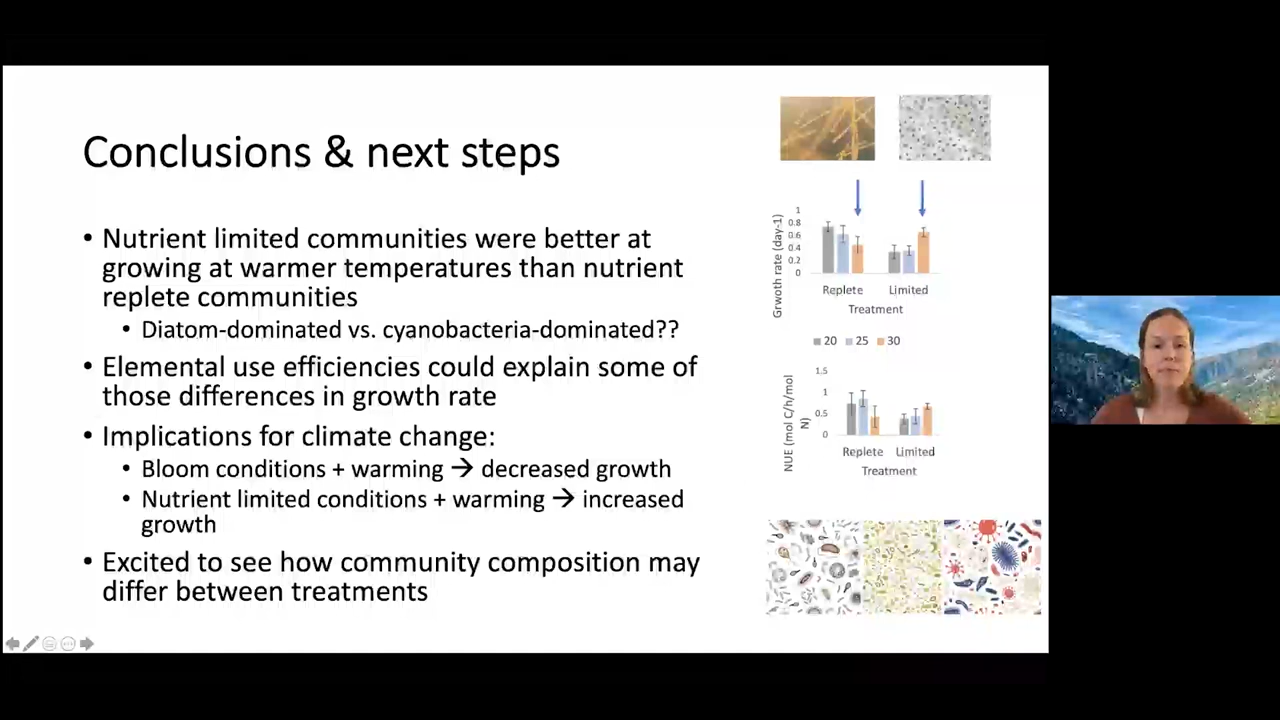 Conclusions & next steps
• Nutrient limited communities were better at
growing at warmer temperatures than nutrient
replete communities
• Diatom-dominated vs. cyanobacteria-dominated??
• Elemental use efficiencies could explain some of
those differences in growth rate
• Implications for climate change:
• Bloom conditions + warming → decreased growth
• Nutrient limited conditions + warming → increased
growth
• Excited to see how community composition may
differ between treatments
Grwoth rate (day-1)
1
0.8
0.6
0.4
0.2
0
Replete Limited
Treatment
20 25 30
NUE (mol C/h/mol
N)
1.5
1
0.5
0
Replete Limited
Treatment